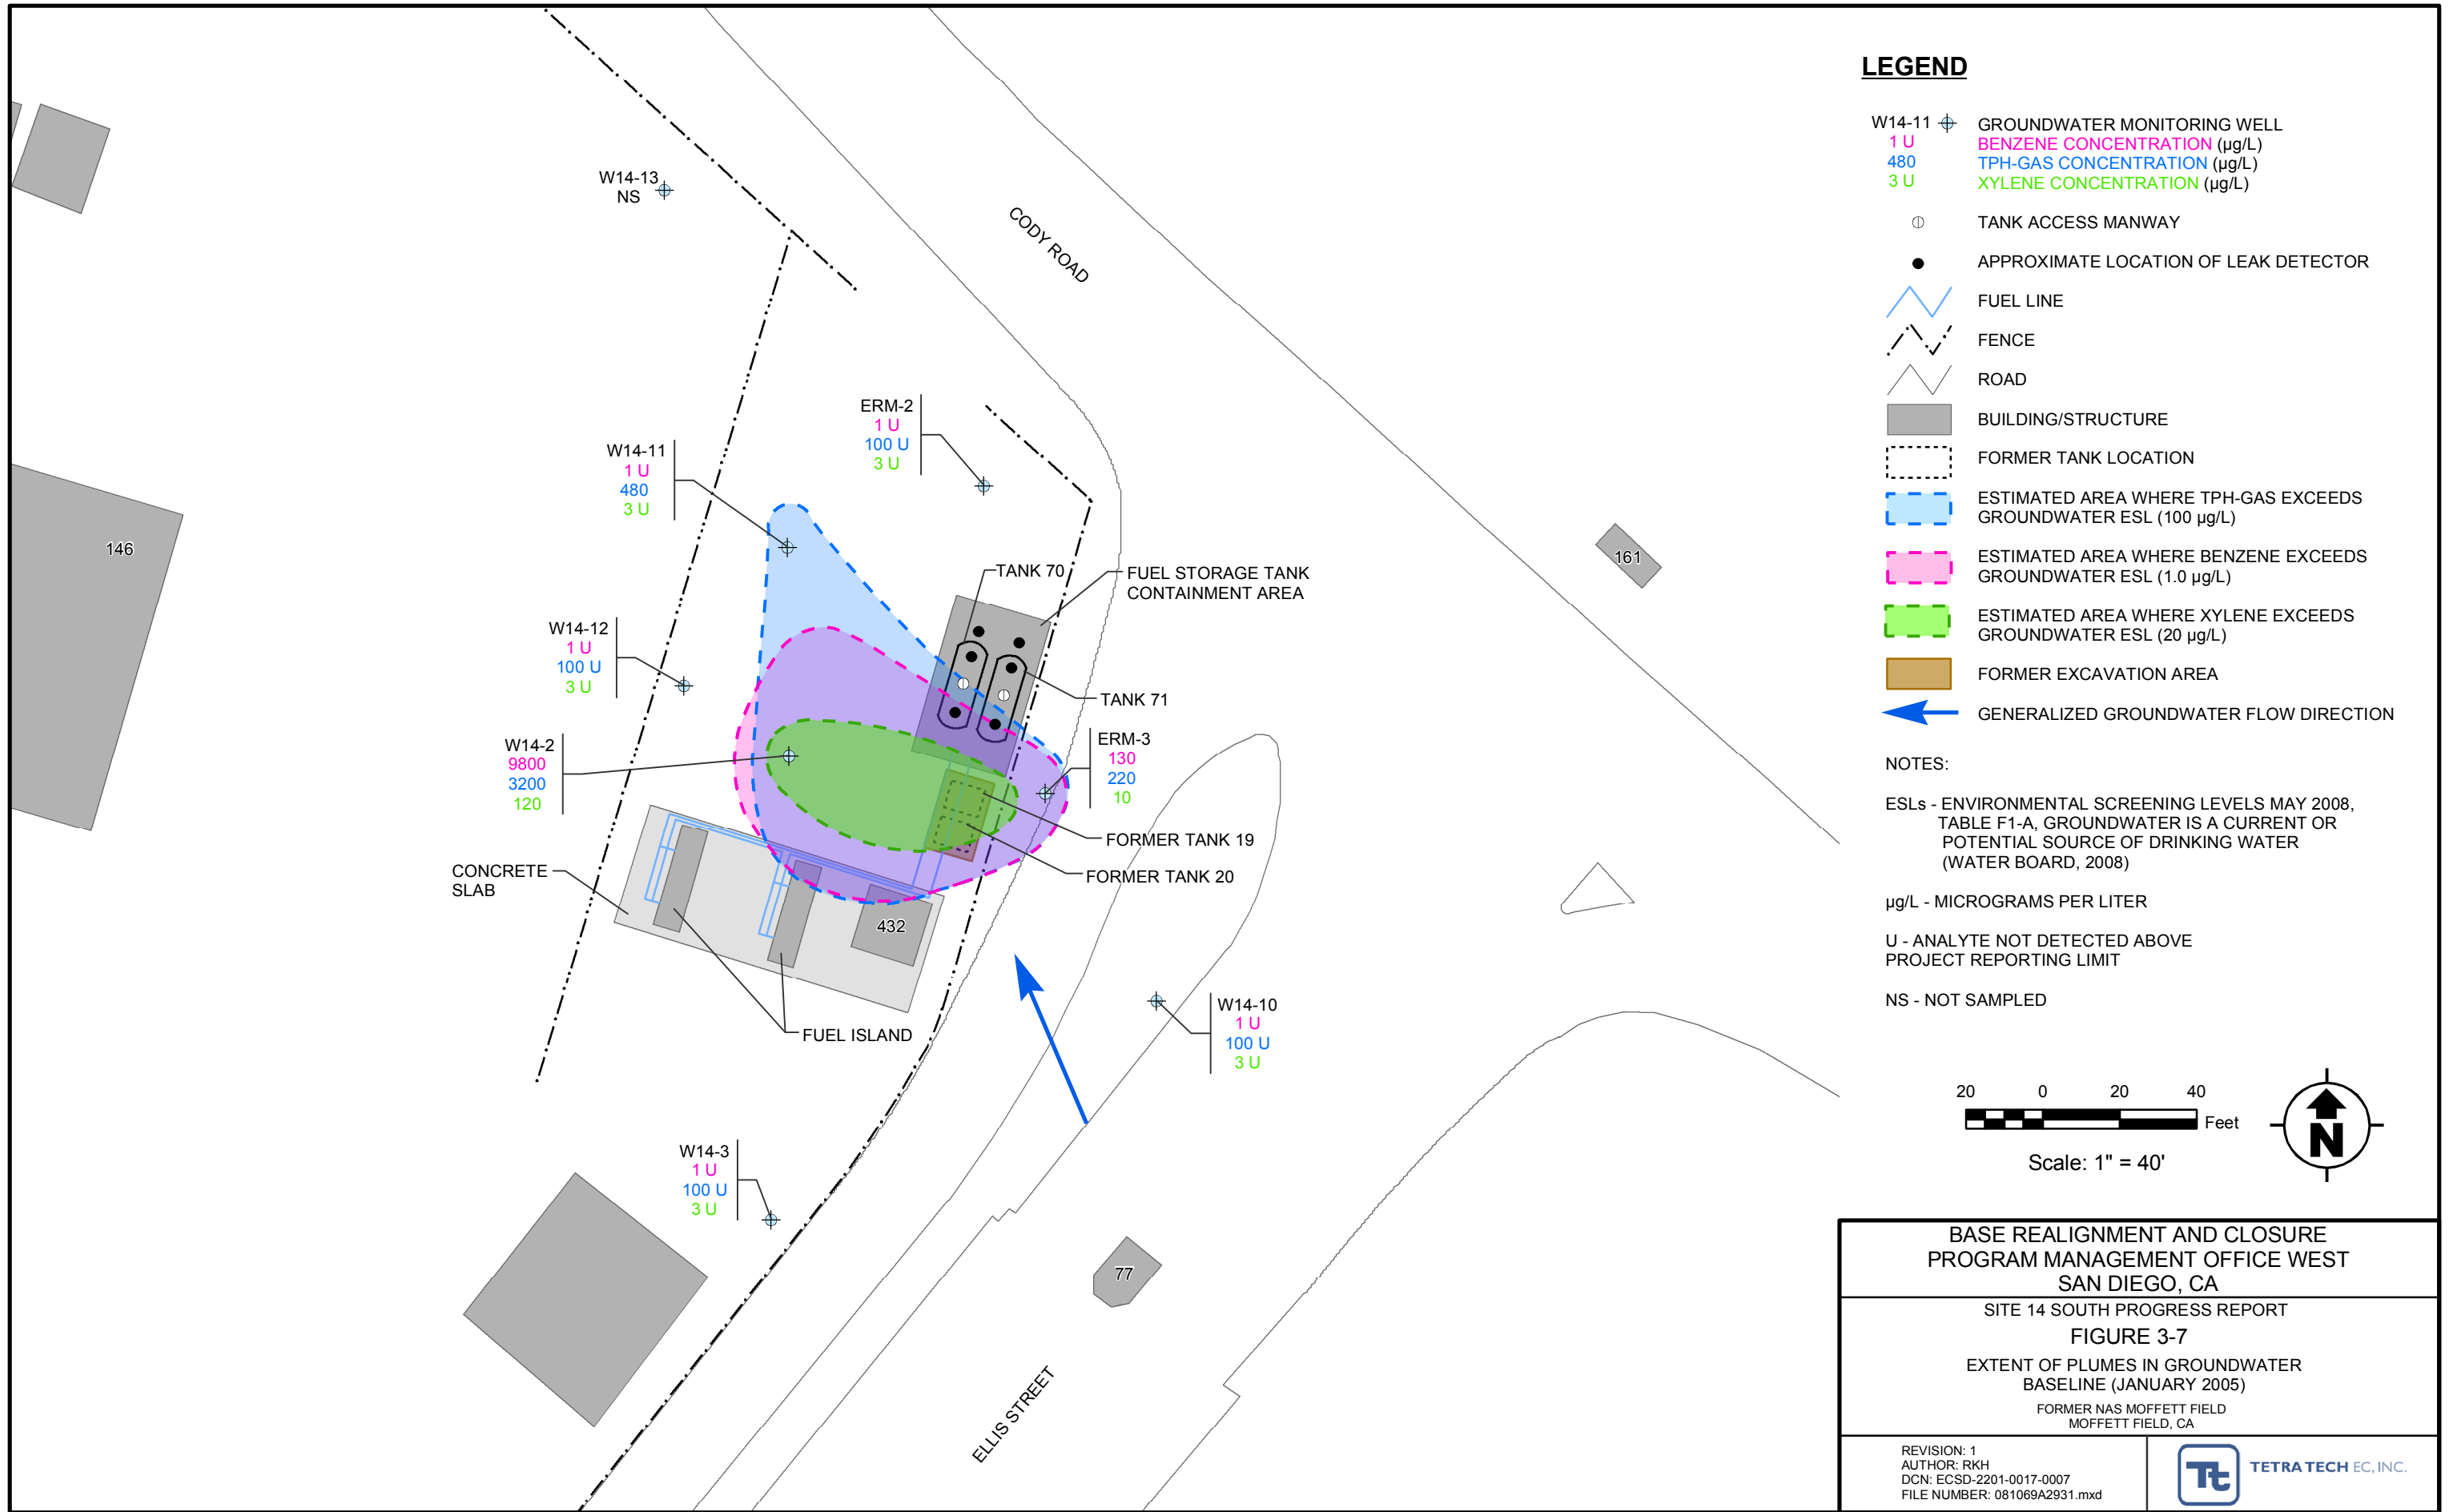 W14-13
NS
CODY ROAD
ERM-2
1 U
100 U
3 U
W14-11
1 U
480
3 U
146
161
TANK 70
FUEL STORAGE TANK
CONTAINMENT AREA
W14-12
1 U
100 U
3 U
TANK 71
W14-2
9800
3200
120
ERM-3
130
220
10
FORMER TANK 19
FORMER TANK 20
CONCRETE
SLAB
432
FUEL ISLAND
W14-10
1 U
100 U
3 U
W14-3
1 U
100 U
3 U
77
ELLIS STREET
LEGEND
W14-11 GROUNDWATER MONITORING WELL
1 U BENZENE CONCENTRATION (µg/L)
480 TPH-GAS CONCENTRATION (µg/L)
3 U XYLENE CONCENTRATION (µg/L)
TANK ACCESS MANWAY
APPROXIMATE LOCATION OF LEAK DETECTOR
FUEL LINE
FENCE
ROAD
BUILDING/STRUCTURE
FORMER TANK LOCATION
ESTIMATED AREA WHERE TPH-GAS EXCEEDS
GROUNDWATER ESL (100 µg/L)
ESTIMATED AREA WHERE BENZENE EXCEEDS
GROUNDWATER ESL (1.0 µg/L)
ESTIMATED AREA WHERE XYLENE EXCEEDS
GROUNDWATER ESL (20 µg/L)
FORMER EXCAVATION AREA
GENERALIZED GROUNDWATER FLOW DIRECTION
NOTES:
ESLs - ENVIRONMENTAL SCREENING LEVELS MAY 2008,
TABLE F1-A, GROUNDWATER IS A CURRENT OR
POTENTIAL SOURCE OF DRINKING WATER
(WATER BOARD, 2008)
µg/L - MICROGRAMS PER LITER
U - ANALYTE NOT DETECTED ABOVE
PROJECT REPORTING LIMIT
NS - NOT SAMPLED
20 0 20 40
Feet
Scale: 1" = 40'
N
BASE REALIGNMENT AND CLOSURE
PROGRAM MANAGEMENT OFFICE WEST
SAN DIEGO, CA
SITE 14 SOUTH PROGRESS REPORT
FIGURE 3-7
EXTENT OF PLUMES IN GROUNDWATER
BASELINE (JANUARY 2005)
FORMER NAS MOFFETT FIELD
MOFFETT FIELD, CA
REVISION: 1
AUTHOR: RKH
DCN: ECSD-2201-0017-0007
FILE NUMBER: 081069A2931.mxd
Tt TETRA TECH EC, INC.